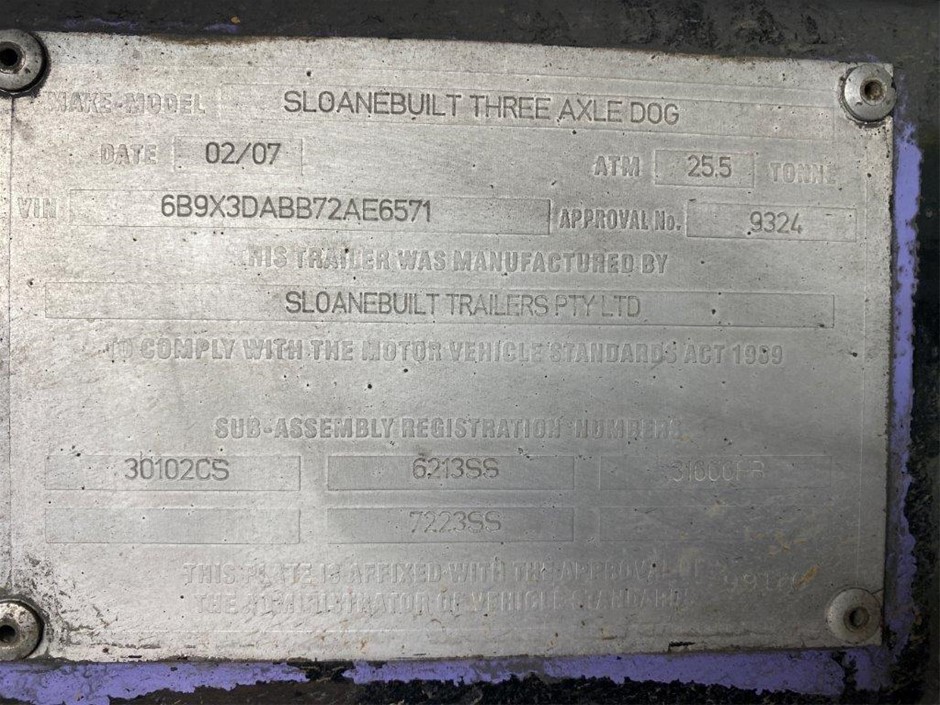 MAKE-MODEL SLOANEBUILT THREE AXLE DOG
DATE 02/07 ATM 25.5 TONNE
VIN 6B9X3DABB72AE6571 APPROVAL No. 9324
THIS TRAILER WAS MANUFACTURED BY
SLOANEBUILT TRAILERS PTY LTD
TO COMPLY WITH THE MOTOR VEHICLE STANDARDS ACT 1989
SUB-ASSEMBLY REGISTRATION NUMBERS
30102CS 6213SS
7223SS
THIS PLATE IS AFFIXED WITH THE APPROVAL OF
THE ADMINISTRATOR OF VEHICLE STANDARDS